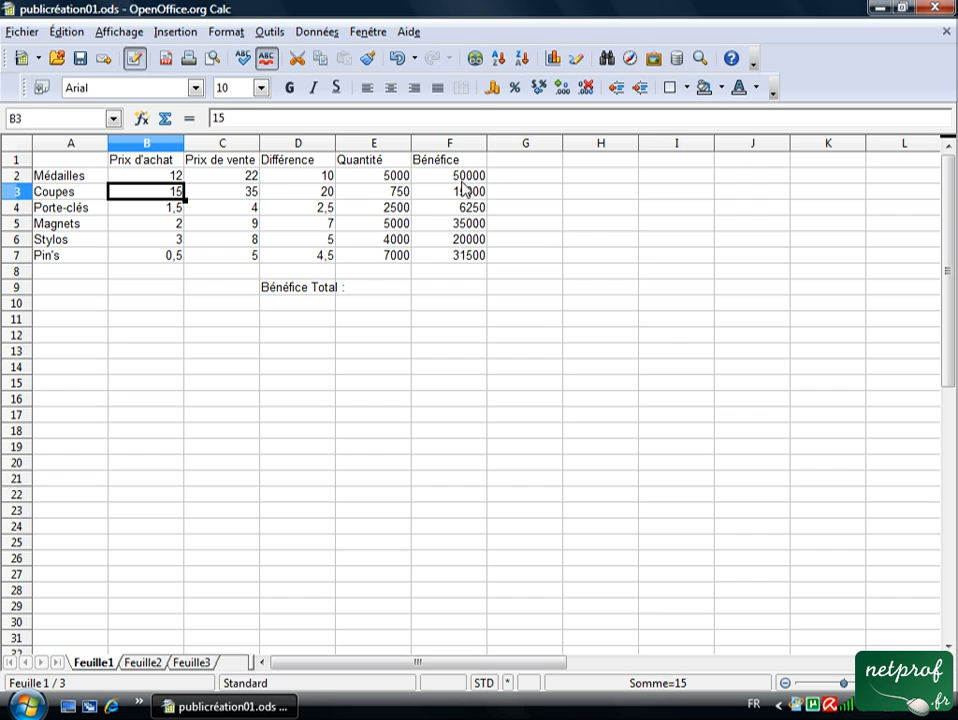 publicréation01.ods - OpenOffice.org Calc
Fichier Édition Affichage Insertion Format Outils Données Fenêtre Aide
Arial 10 G I S
B3 15
A B C D E F G H I J K L
1 Prix d'achat Prix de vente Différence Quantité Bénéfice
2 Médailles 12 22 10 5000 50000
3 Coupes 15 35 20 750
4 Porte-clés 1,5 4 2,5 2500 6250
5 Magnets 2 9 7 5000 35000
6 Stylos 3 8 5 4000 20000
7 Pin's 0,5 5 4,5 7000 31500
8
9 Bénéfice Total :
10
11
12
13
14
15
16
17
18
19
20
21
22
23
24
25
26
27
28
29
30
31
Feuille1 Feuille2 Feuille3
Feuille 1 / 3 Standard STD * Somme=15
publicréation01.ods ... FR
netprof
.fr